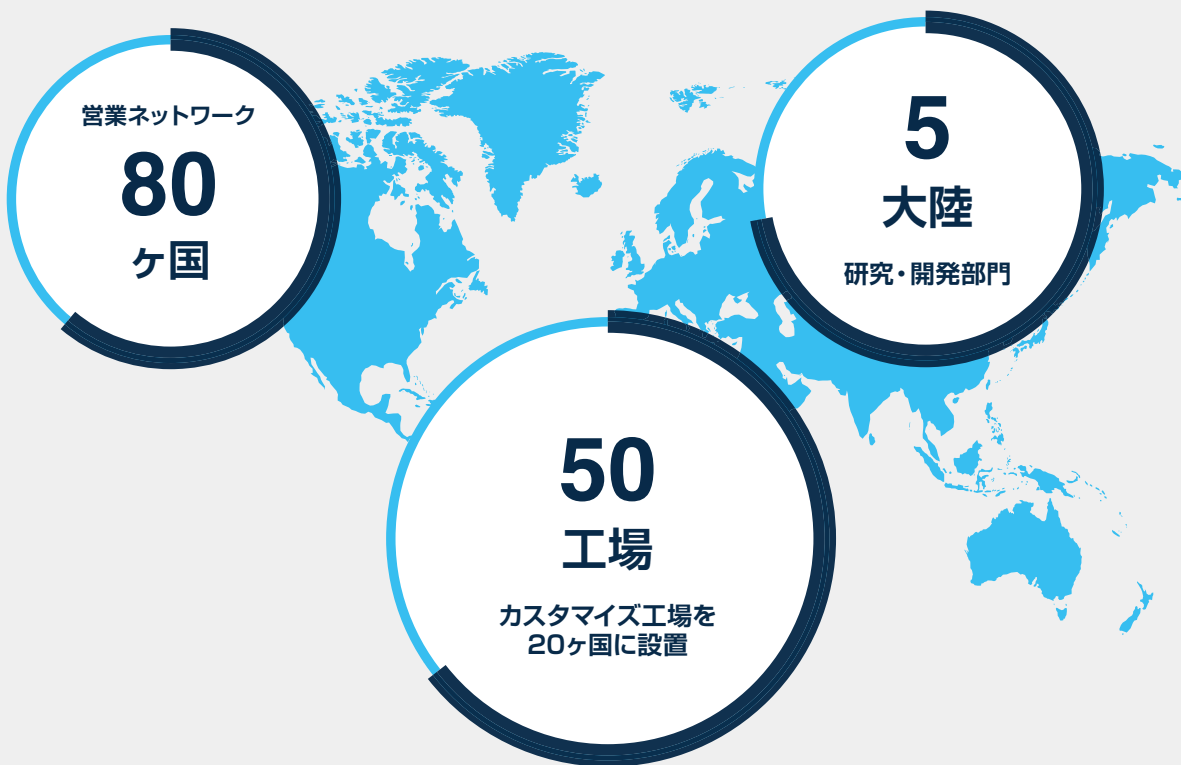 営業ネットワーク
80
ヶ国
5
大陸
研究・開発部門
50
工場
カスタマイズ工場を
20ヶ国に設置